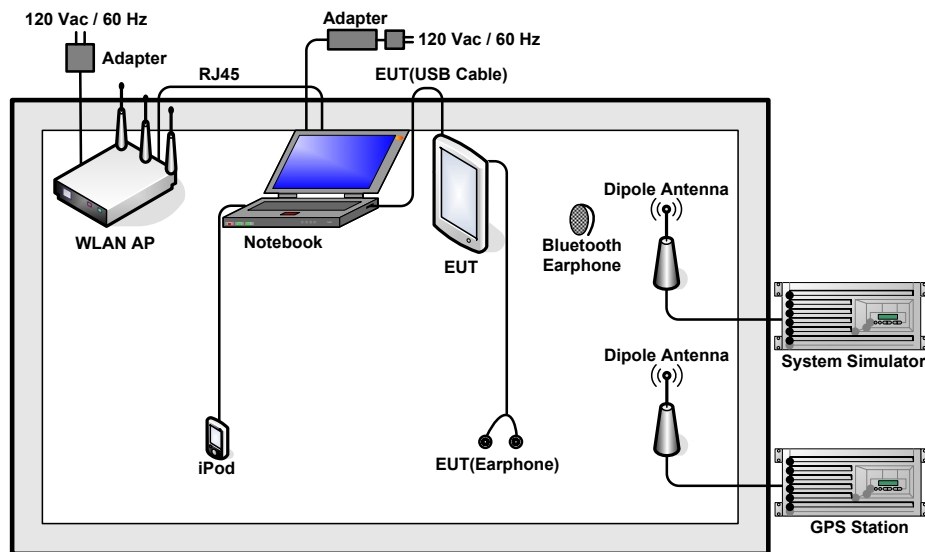 120 Vac / 60 Hz
Adapter
Adapter
120 Vac / 60 Hz
RJ45
EUT(USB Cable)
WLAN AP
Notebook
EUT
Bluetooth
Earphone
Dipole Antenna
System Simulator
Dipole Antenna
iPod
EUT(Earphone)
GPS Station